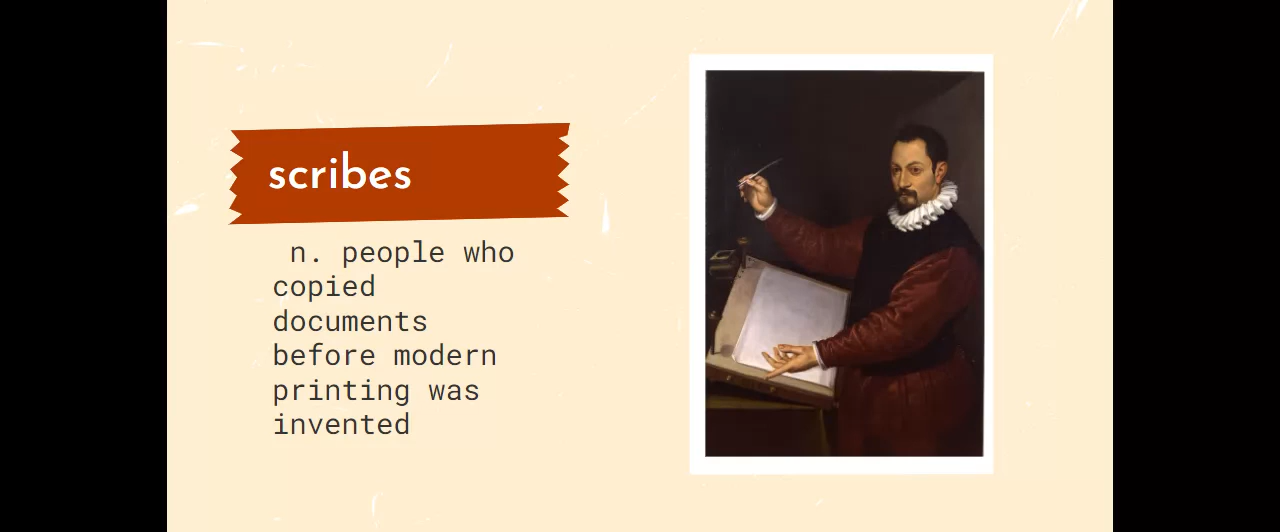 scribes
n. people who
copied
documents
before modern
printing was
invented